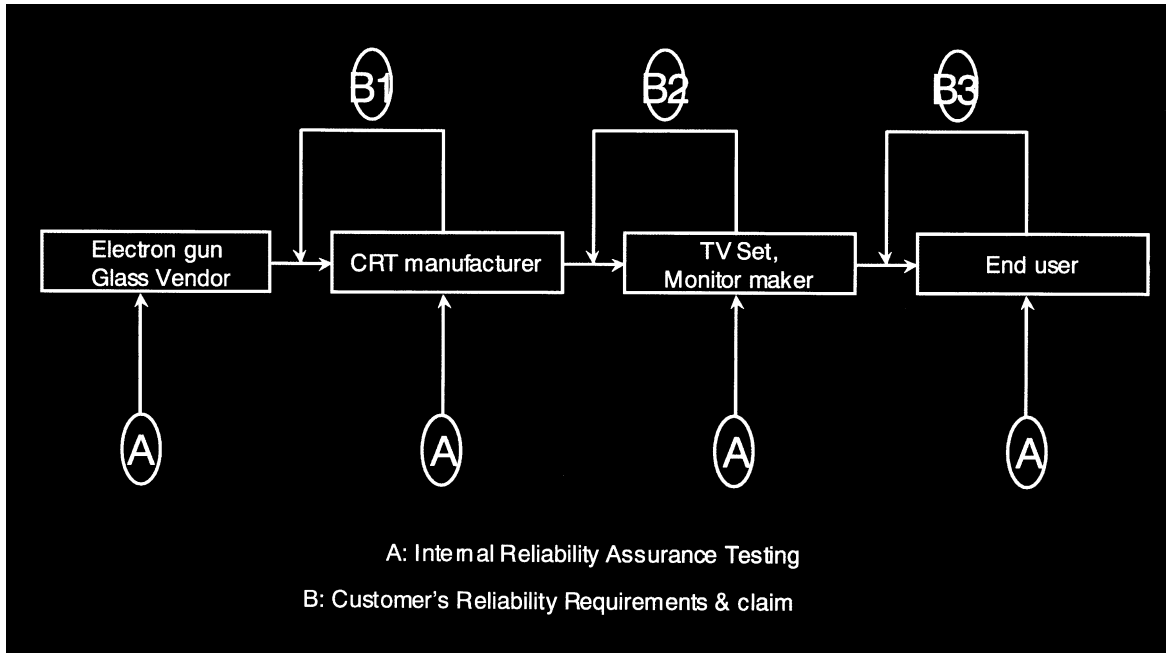 B1
B2
B3
Electron gun
Glass Vendor
CRT manufacturer
TV Set,
Monitor maker
End user
A
A
A
A
A: Internal Reliability Assurance Testing
B: Customer's Reliability Requirements & claim